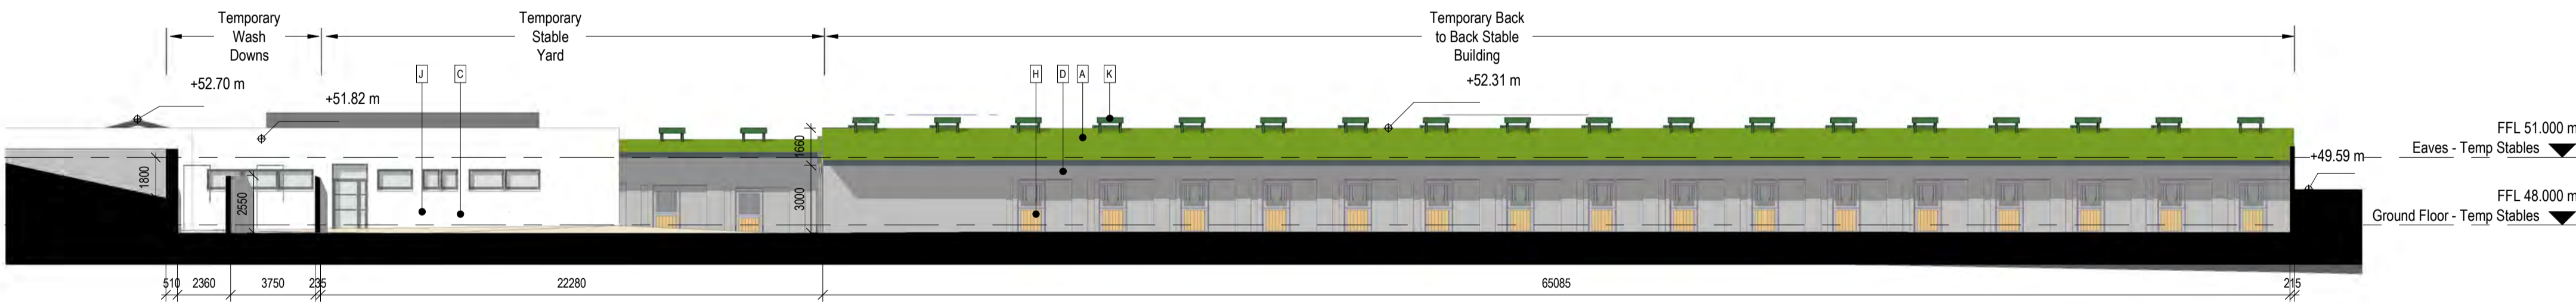 Temporary
Wash
Downs
Temporary
Stable
Yard
Temporary Back
to Back Stable
Building
+52.70 m
+51.82 m
J
C
H
D
A
K
+52.31 m
FFL 51.000 m
Eaves - Temp Stables
+49.59 m
FFL 48.000 m
Ground Floor - Temp Stables
1800
2550
1660
3000
510
2360
3750
235
22280
65085
215